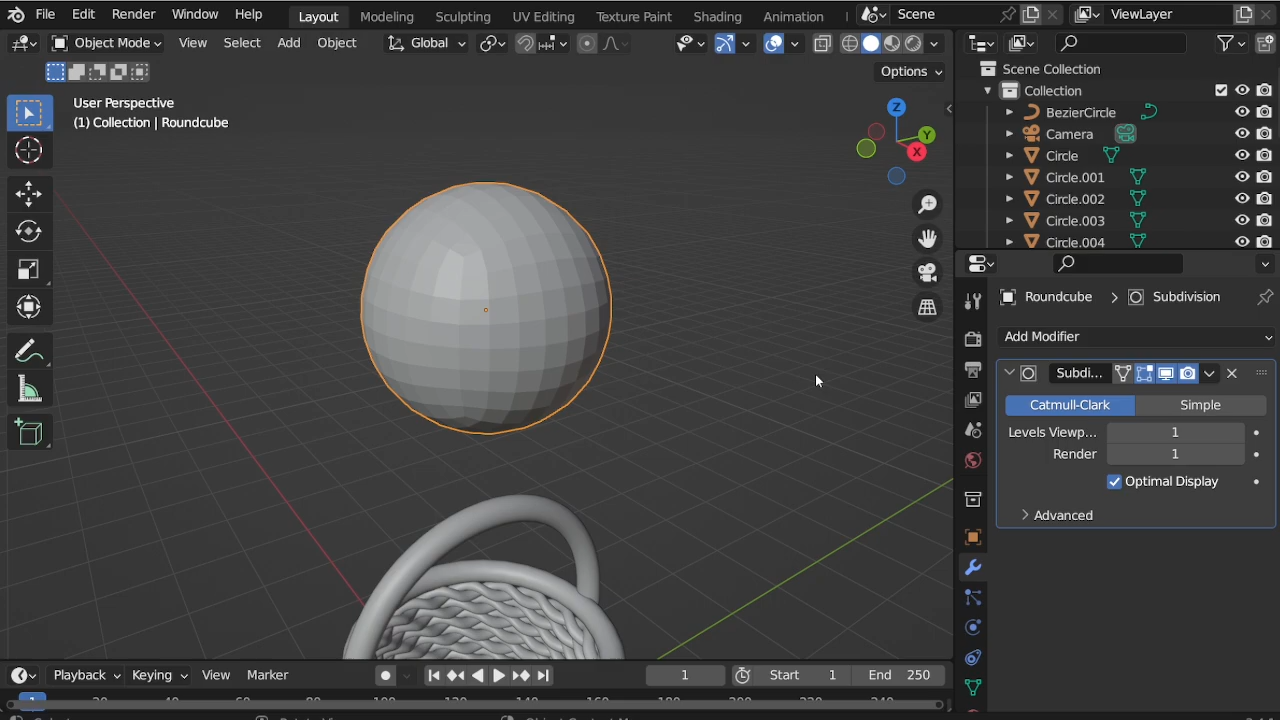 File Edit Render Window Help Layout Modeling Sculpting UV Editing Texture Paint Shading Animation Scene ViewLayer
Object Mode View Select Add Object Global
Options
User Perspective
(1) Collection | Roundcube
Z
Y
X
Scene Collection
Collection
BezierCircle
Camera
Circle
Circle.001
Circle.002
Circle.003
Circle.004
Roundcube > Subdivision
Add Modifier
Subdi...
Catmull-Clark Simple
Levels Viewp... 1
Render 1
Optimal Display
Advanced
Playback Keying View Marker 1 Start 1 End 250